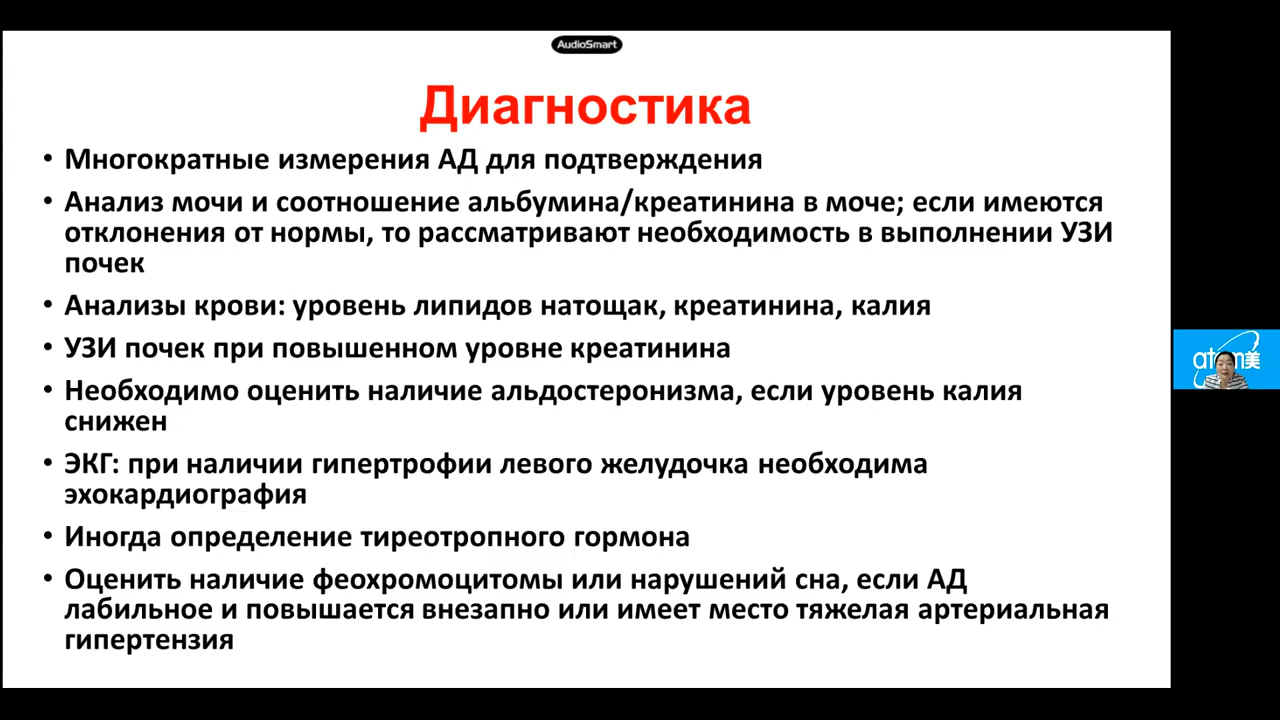 AudioSmart
Диагностика
• Многократные измерения АД для подтверждения
• Анализ мочи и соотношение альбумина/креатинина в моче; если имеются
отклонения от нормы, то рассматривают необходимость в выполнении УЗИ
почек
• Анализы крови: уровень липидов натощак, креатинина, калия
• УЗИ почек при повышенном уровне креатинина
• Необходимо оценить наличие альдостеронизма, если уровень калия
снижен
• ЭКГ: при наличии гипертрофии левого желудочка необходима
эхокардиография
• Иногда определение тиреотропного гормона
• Оценить наличие феохромоцитомы или нарушений сна, если АД
лабильное и повышается внезапно или имеет место тяжелая артериальная
гипертензия